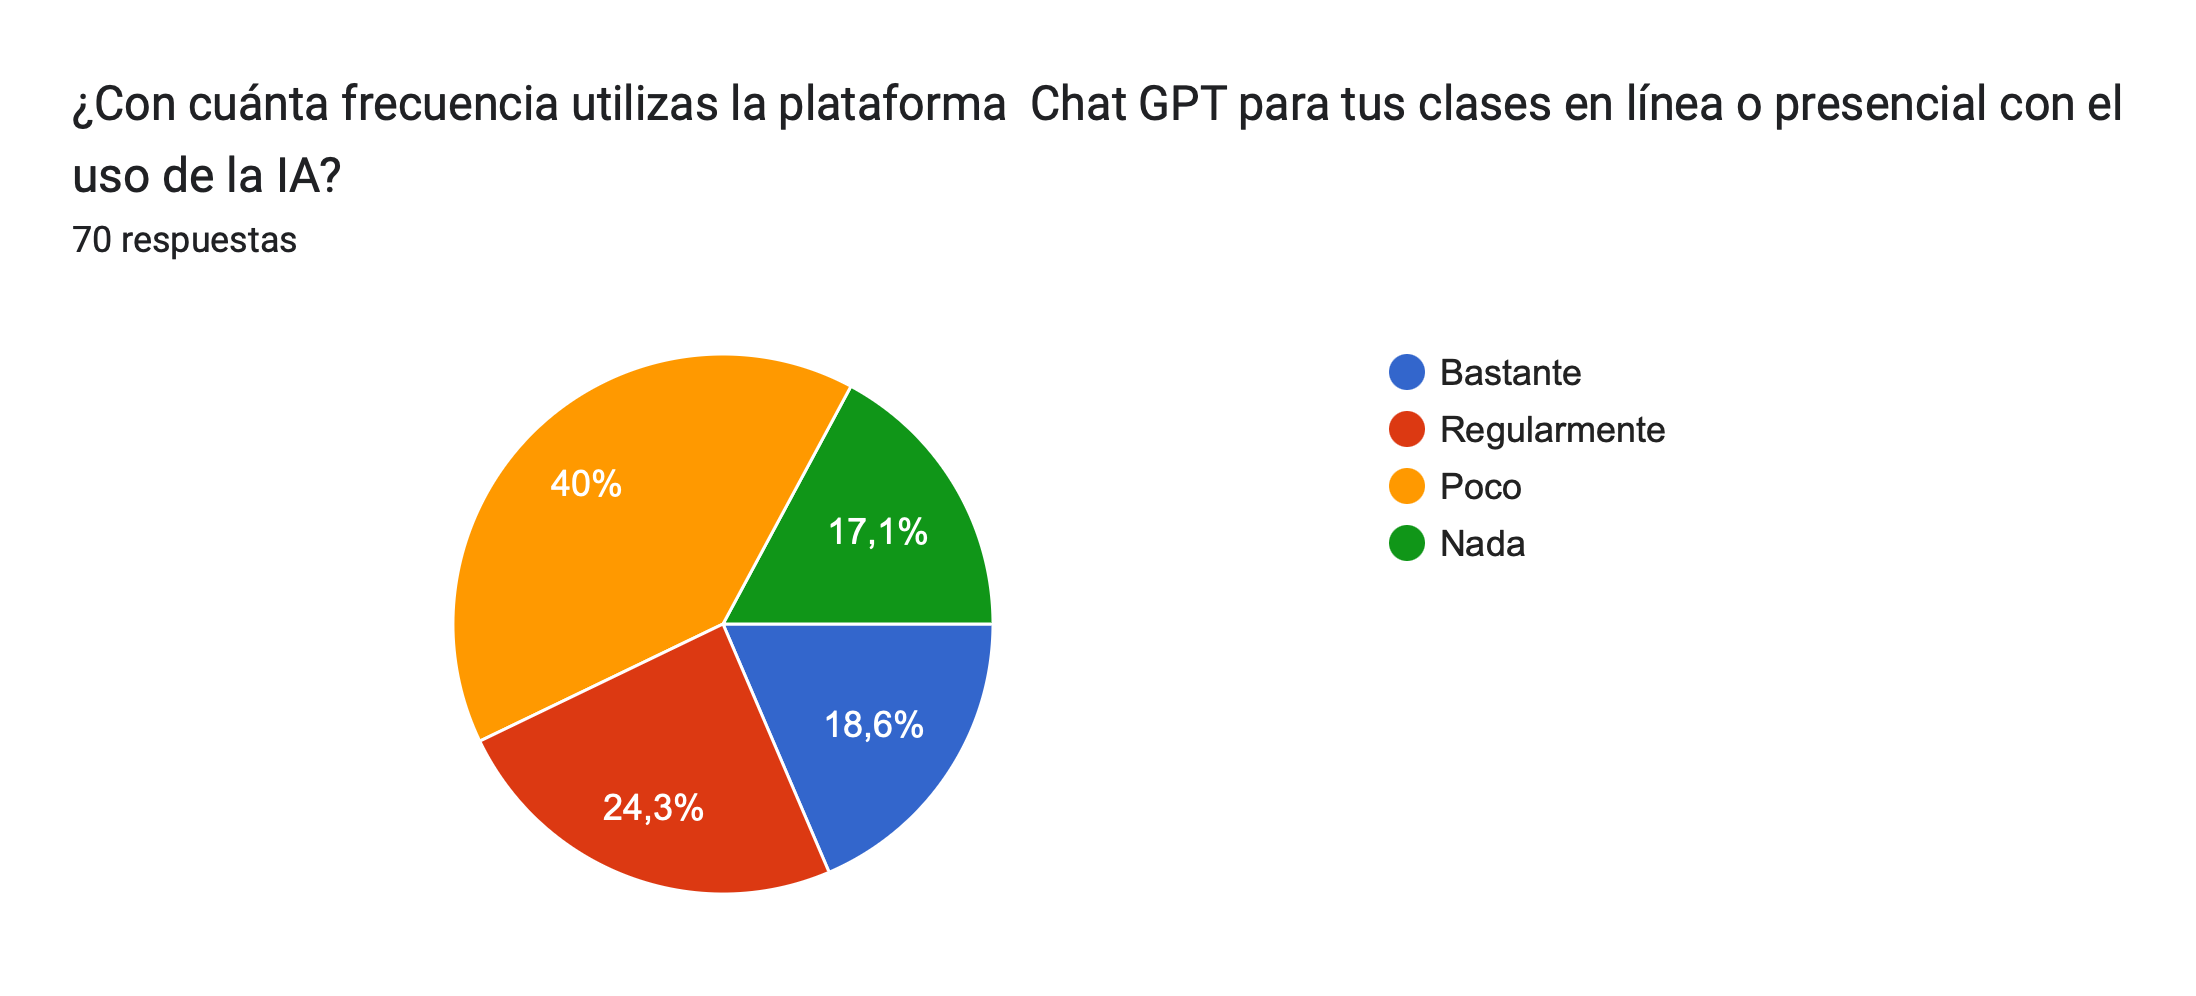 ¿Con cuánta frecuencia utilizas la plataforma  Chat GPT para tus clases en línea o presencial con el
uso de la IA?
70 respuestas
Bastante
Regularmente
Poco
Nada
40%
17,1%
18,6%
24,3%